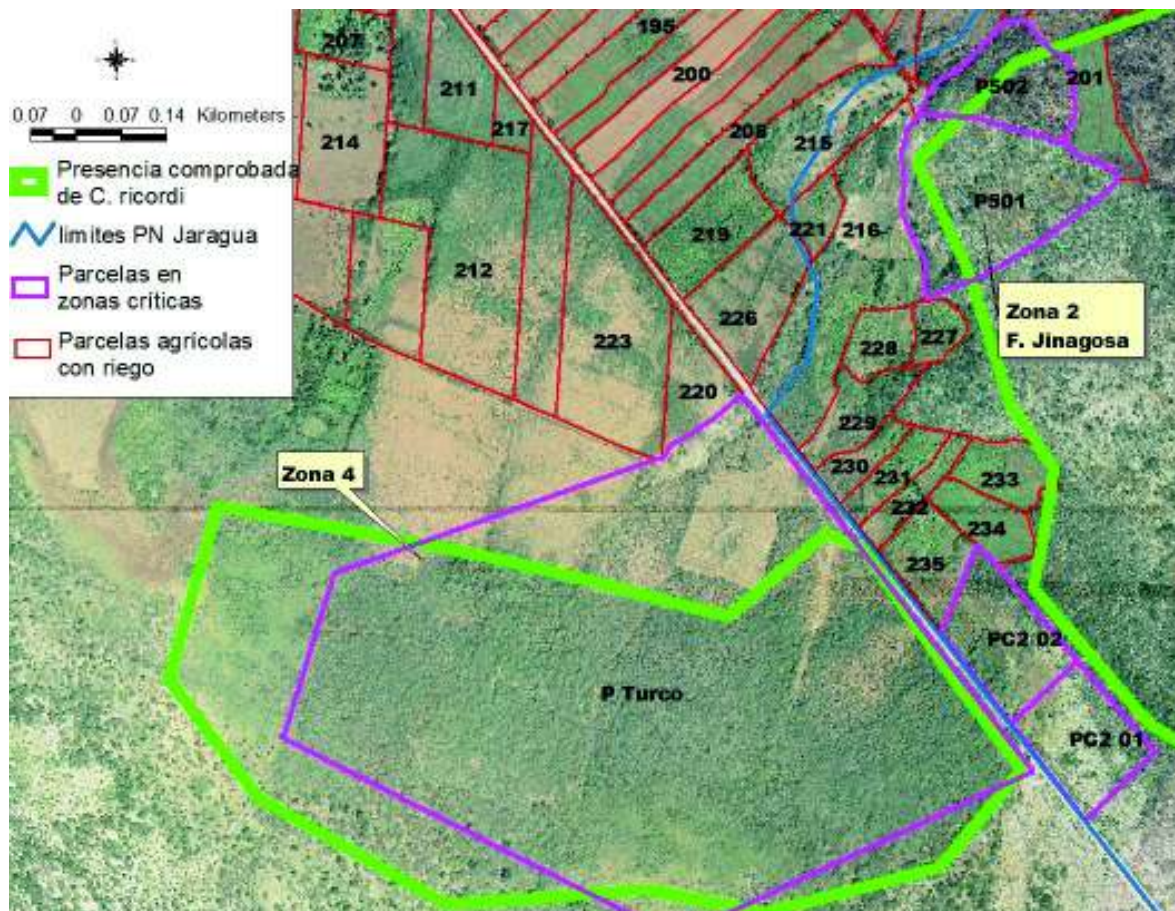 0.07 0 0.07 0.14 Kilometers
Presencia comprobada
de C. ricordi
limites PN Jaragua
Parcelas en
zonas críticas
Parcelas agrícolas
con riego
207
195
211
200
217
214
208
215
P502
201
P501
219
221
216
212
226
223
228
227
Zona 2
F. Jinagosa
220
229
Zona 4
230
231
233
232
234
235
PC2 02
P Turco
PC2 01